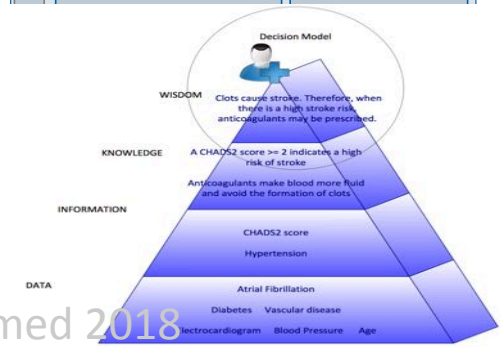 Decision Model
WISDOM
Clots cause stroke. Therefore, when
there is a high stroke risk,
anticoagulants may be prescribed.
KNOWLEDGE
A CHADS2 score >= 2 indicates a high
risk of stroke
Anticoagulants make blood more fluid
and avoid the formation of clots
INFORMATION
CHADS2 score
Hypertension
DATA
Atrial Fibrillation
Diabetes Vascular disease
Electrocardiogram Blood Pressure Age
med 2018